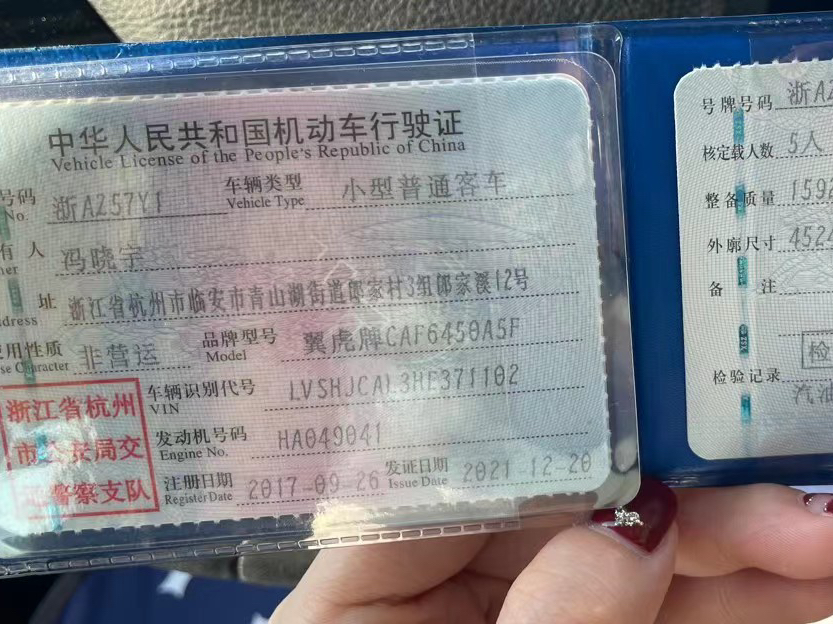 中华人民共和国机动车行驶证
Vehicle License of the People's Republic of China
号码 浙AZ57Y1 车辆类型 小型普通客车
No. Vehicle Type
有人 冯晓宇
址 浙江省杭州市临安市青山湖街道郎家村3组郎家溪12号
用性质 非营运 品牌型号 翼虎牌CAF6450A5F
Character Model
浙江省杭州
市公安局交
通警察支队
车辆识别代号 LVSHJCAL3HE371102
VIN
发动机号码 HA049041
Engine No.
注册日期 2017-09-26 发证日期 2021-12-20
Register Date Issue Date
号牌号码 浙AZ
核定载人数 5人
整备质量 159
外廓尺寸 452
备注
检
检验记录
汽油